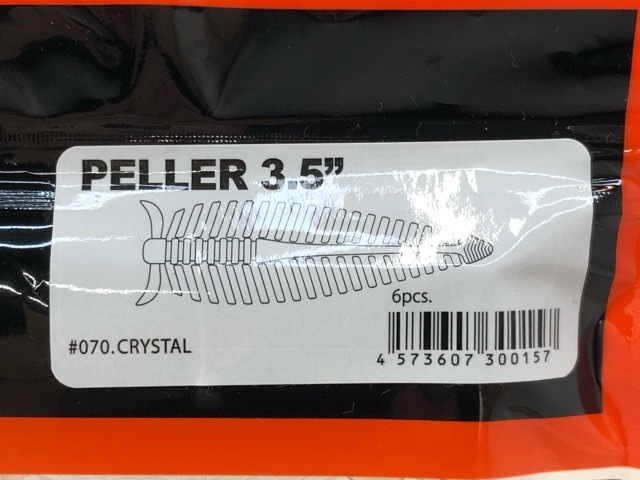 PELLER 3.5”
6pcs.
#070.CRYSTAL
4 573607 300157